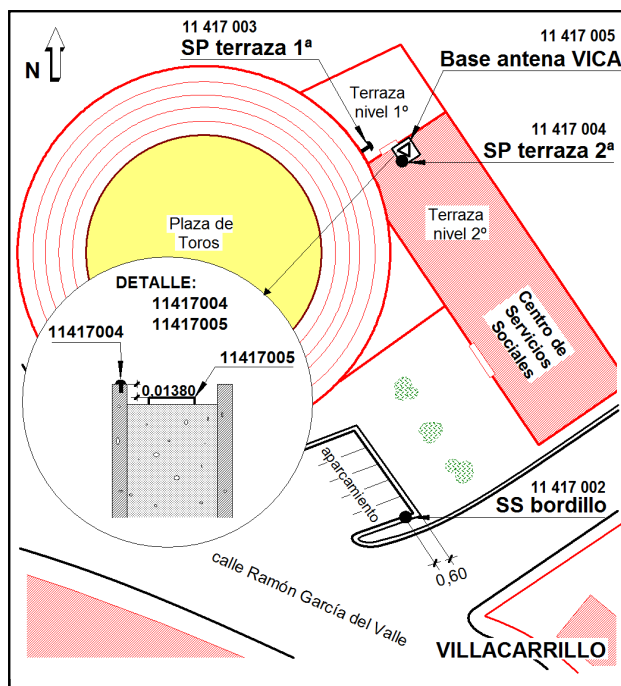 11 417 003
SP terraza 1ª
11 417 005
Base antena VICA
N
Terraza
nivel 1º
11 417 004
SP terraza 2ª
Plaza de
Toros
Terraza
nivel 2º
DETALLE:
11417004
11417005
11417004
11417005
0,01380
Centro de
Servicios
Sociales
aparcamiento
11 417 002
SS bordillo
0,60
calle Ramón García del Valle
VILLACARRILLO